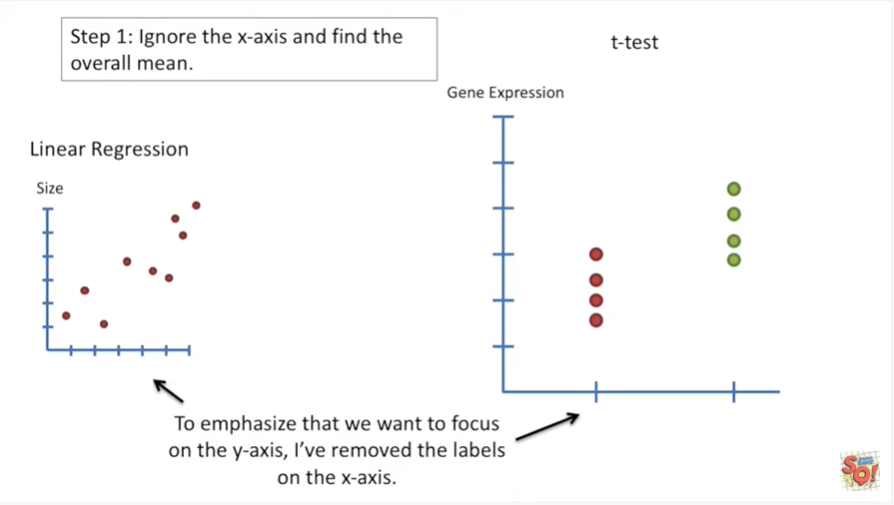 Step 1: Ignore the x-axis and find the
overall mean.
t-test
Gene Expression
Linear Regression
Size
To emphasize that we want to focus
on the y-axis, I've removed the labels
on the x-axis.
SQ!